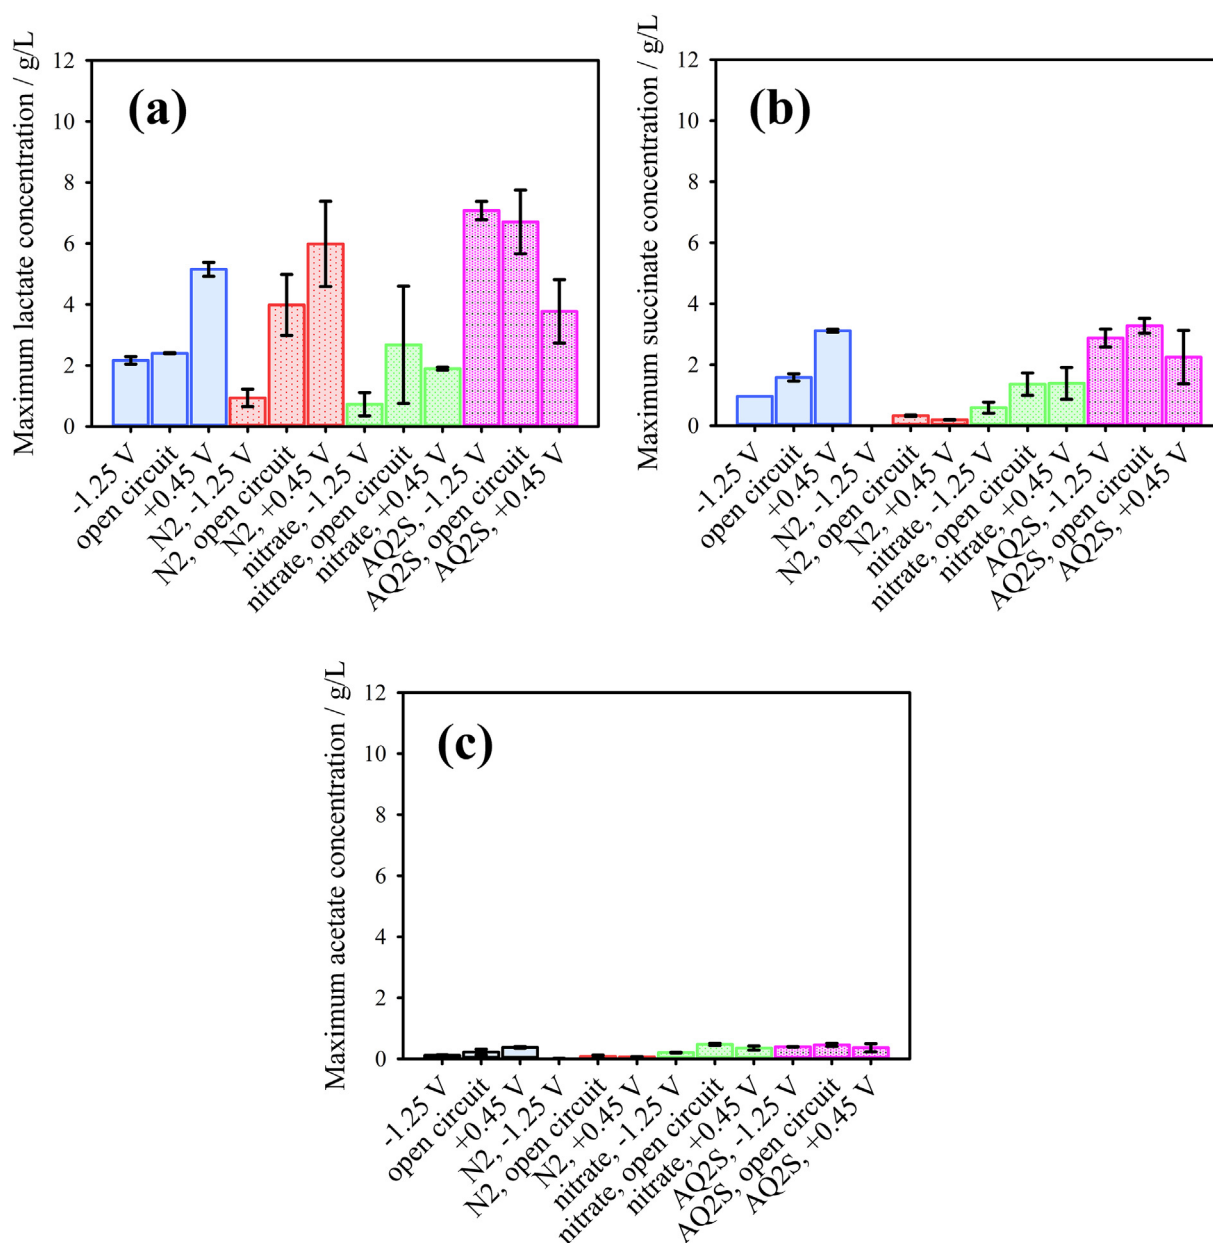 Maximum lactate concentration / g/L
12
10
8
6
4
2
0
(a)
-1.25 V
open circuit
+0.45 V
N2, -1.25 V
N2, open circuit
N2, +0.45 V
nitrate, -1.25 V
nitrate, open circuit
nitrate, +0.45 V
AQ2S, -1.25 V
AQ2S, open circuit
AQ2S, +0.45 V
Maximum succinate concentration / g/L
12
10
8
6
4
2
0
(b)
-1.25 V
open circuit
+0.45 V
N2, -1.25 V
N2, open circuit
N2, +0.45 V
nitrate, -1.25 V
nitrate, open circuit
nitrate, +0.45 V
AQ2S, -1.25 V
AQ2S, open circuit
AQ2S, +0.45 V
Maximum acetate concentration / g/L
12
10
8
6
4
2
0
(c)
-1.25 V
open circuit
+0.45 V
N2, -1.25 V
N2, open circuit
N2, +0.45 V
nitrate, -1.25 V
nitrate, open circuit
nitrate, +0.45 V
AQ2S, -1.25 V
AQ2S, open circuit
AQ2S, +0.45 V